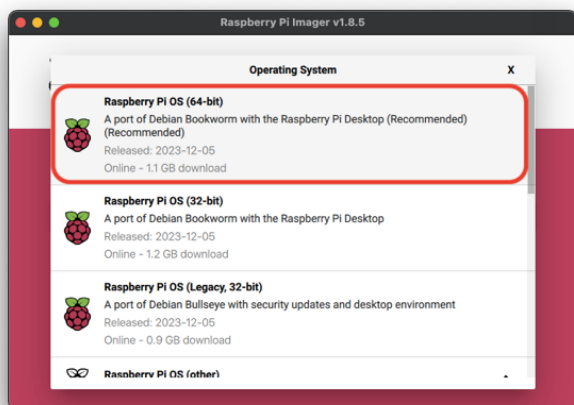 Raspberry Pi Imager v1.8.5
Operating System X
Raspberry Pi OS (64-bit)
A port of Debian Bookworm with the Raspberry Pi Desktop (Recommended)
(Recommended)
Released: 2023-12-05
Online - 1.1 GB download
Raspberry Pi OS (32-bit)
A port of Debian Bookworm with the Raspberry Pi Desktop
Released: 2023-12-05
Online - 1.2 GB download
Raspberry Pi OS (Legacy, 32-bit)
A port of Debian Bullseye with security updates and desktop environment
Released: 2023-12-05
Online - 0.9 GB download
Raspberry Pi OS (other)